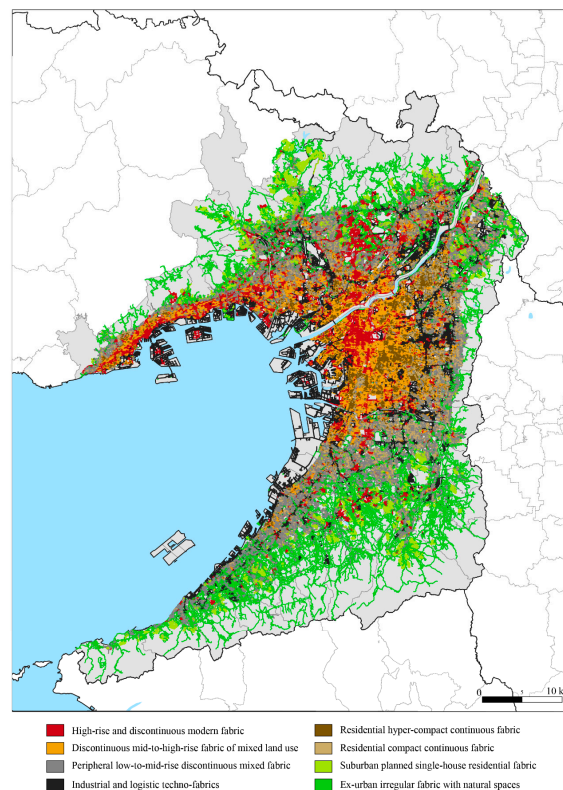 0 5 10 k
High-rise and discontinuous modern fabric
Discontinuous mid-to-high-rise fabric of mixed land use
Peripheral low-to-mid-rise discontinuous mixed fabric
Industrial and logistic techno-fabrics
Residential hyper-compact continuous fabric
Residential compact continuous fabric
Suburban planned single-house residential fabric
Ex-urban irregular fabric with natural spaces